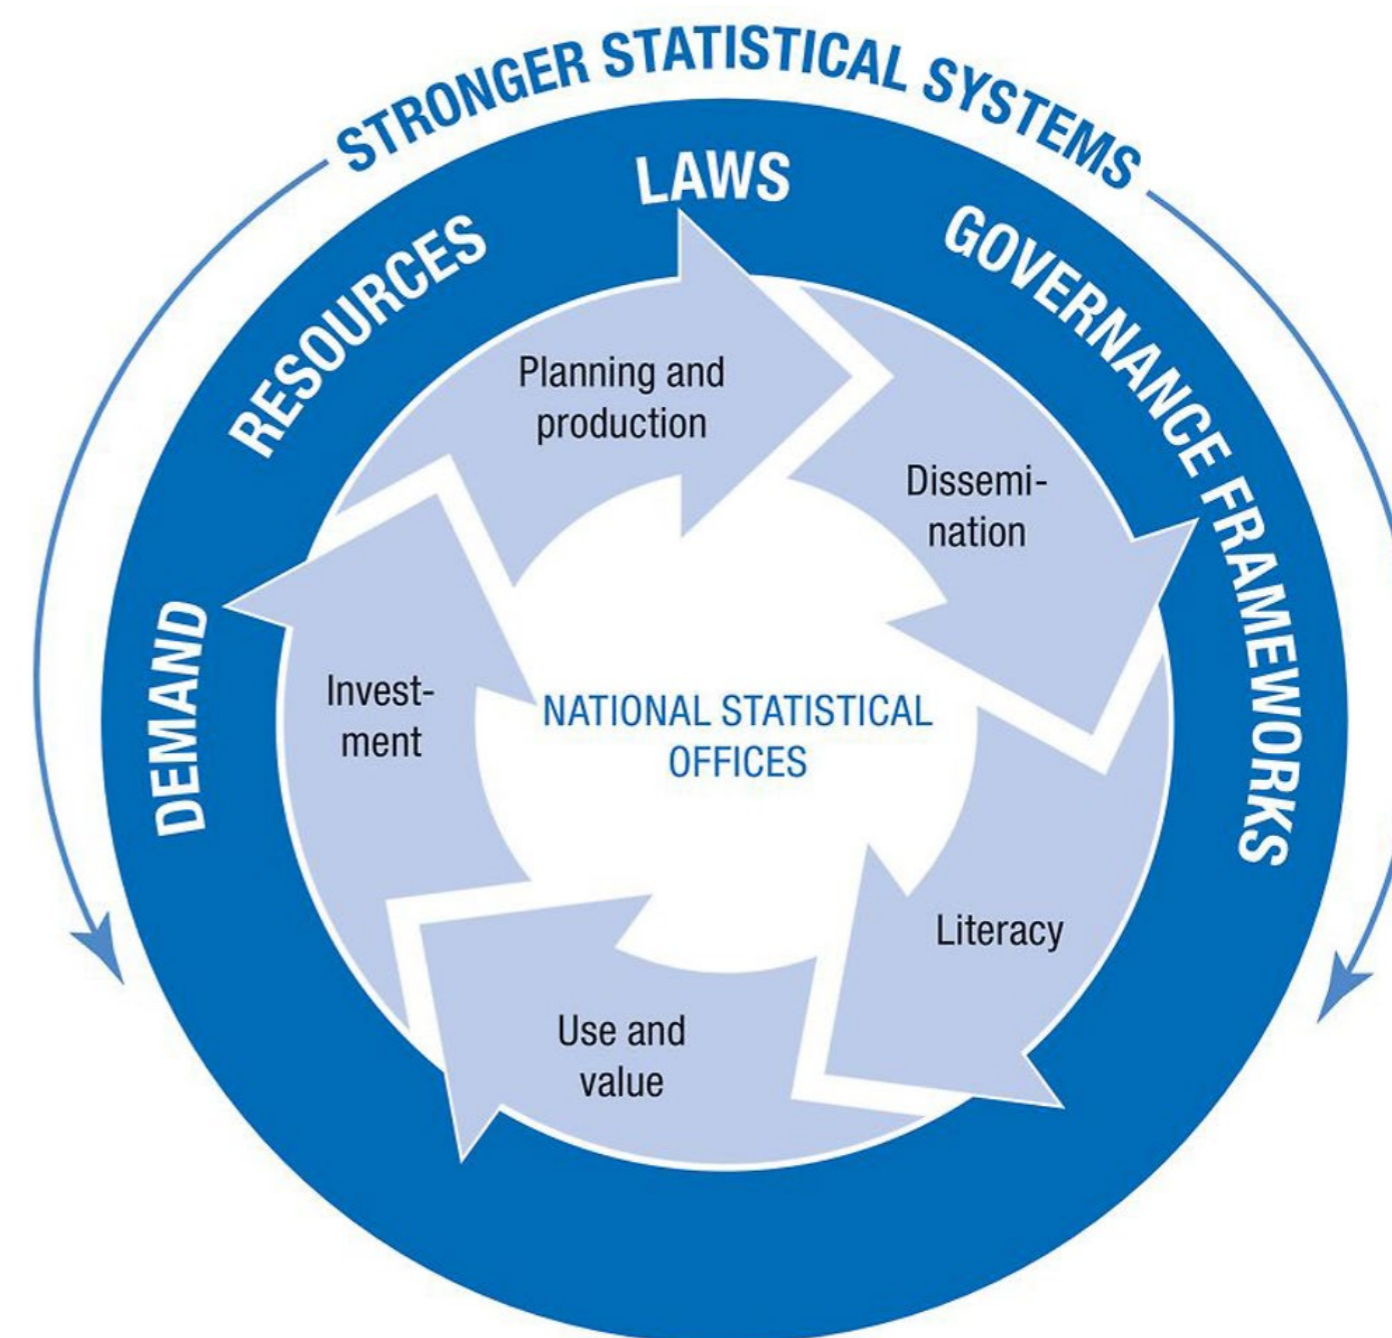 STRONGER STATISTICAL SYSTEMS
DEMAND
RESOURCES
LAWS
GOVERNANCE FRAMEWORKS
Planning and
production
Dissemi-
nation
Literacy
Use and
value
Invest-
ment
NATIONAL STATISTICAL
OFFICES